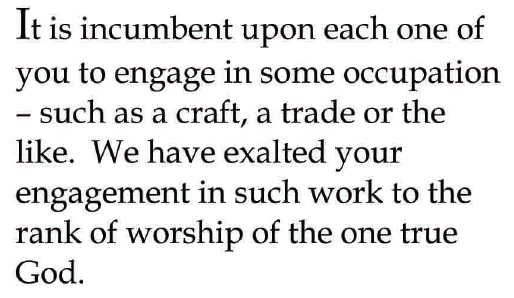 It is incumbent upon each one of
you to engage in some occupation
– such as a craft, a trade or the
like.  We have exalted your
engagement in such work to the
rank of worship of the one true
God.